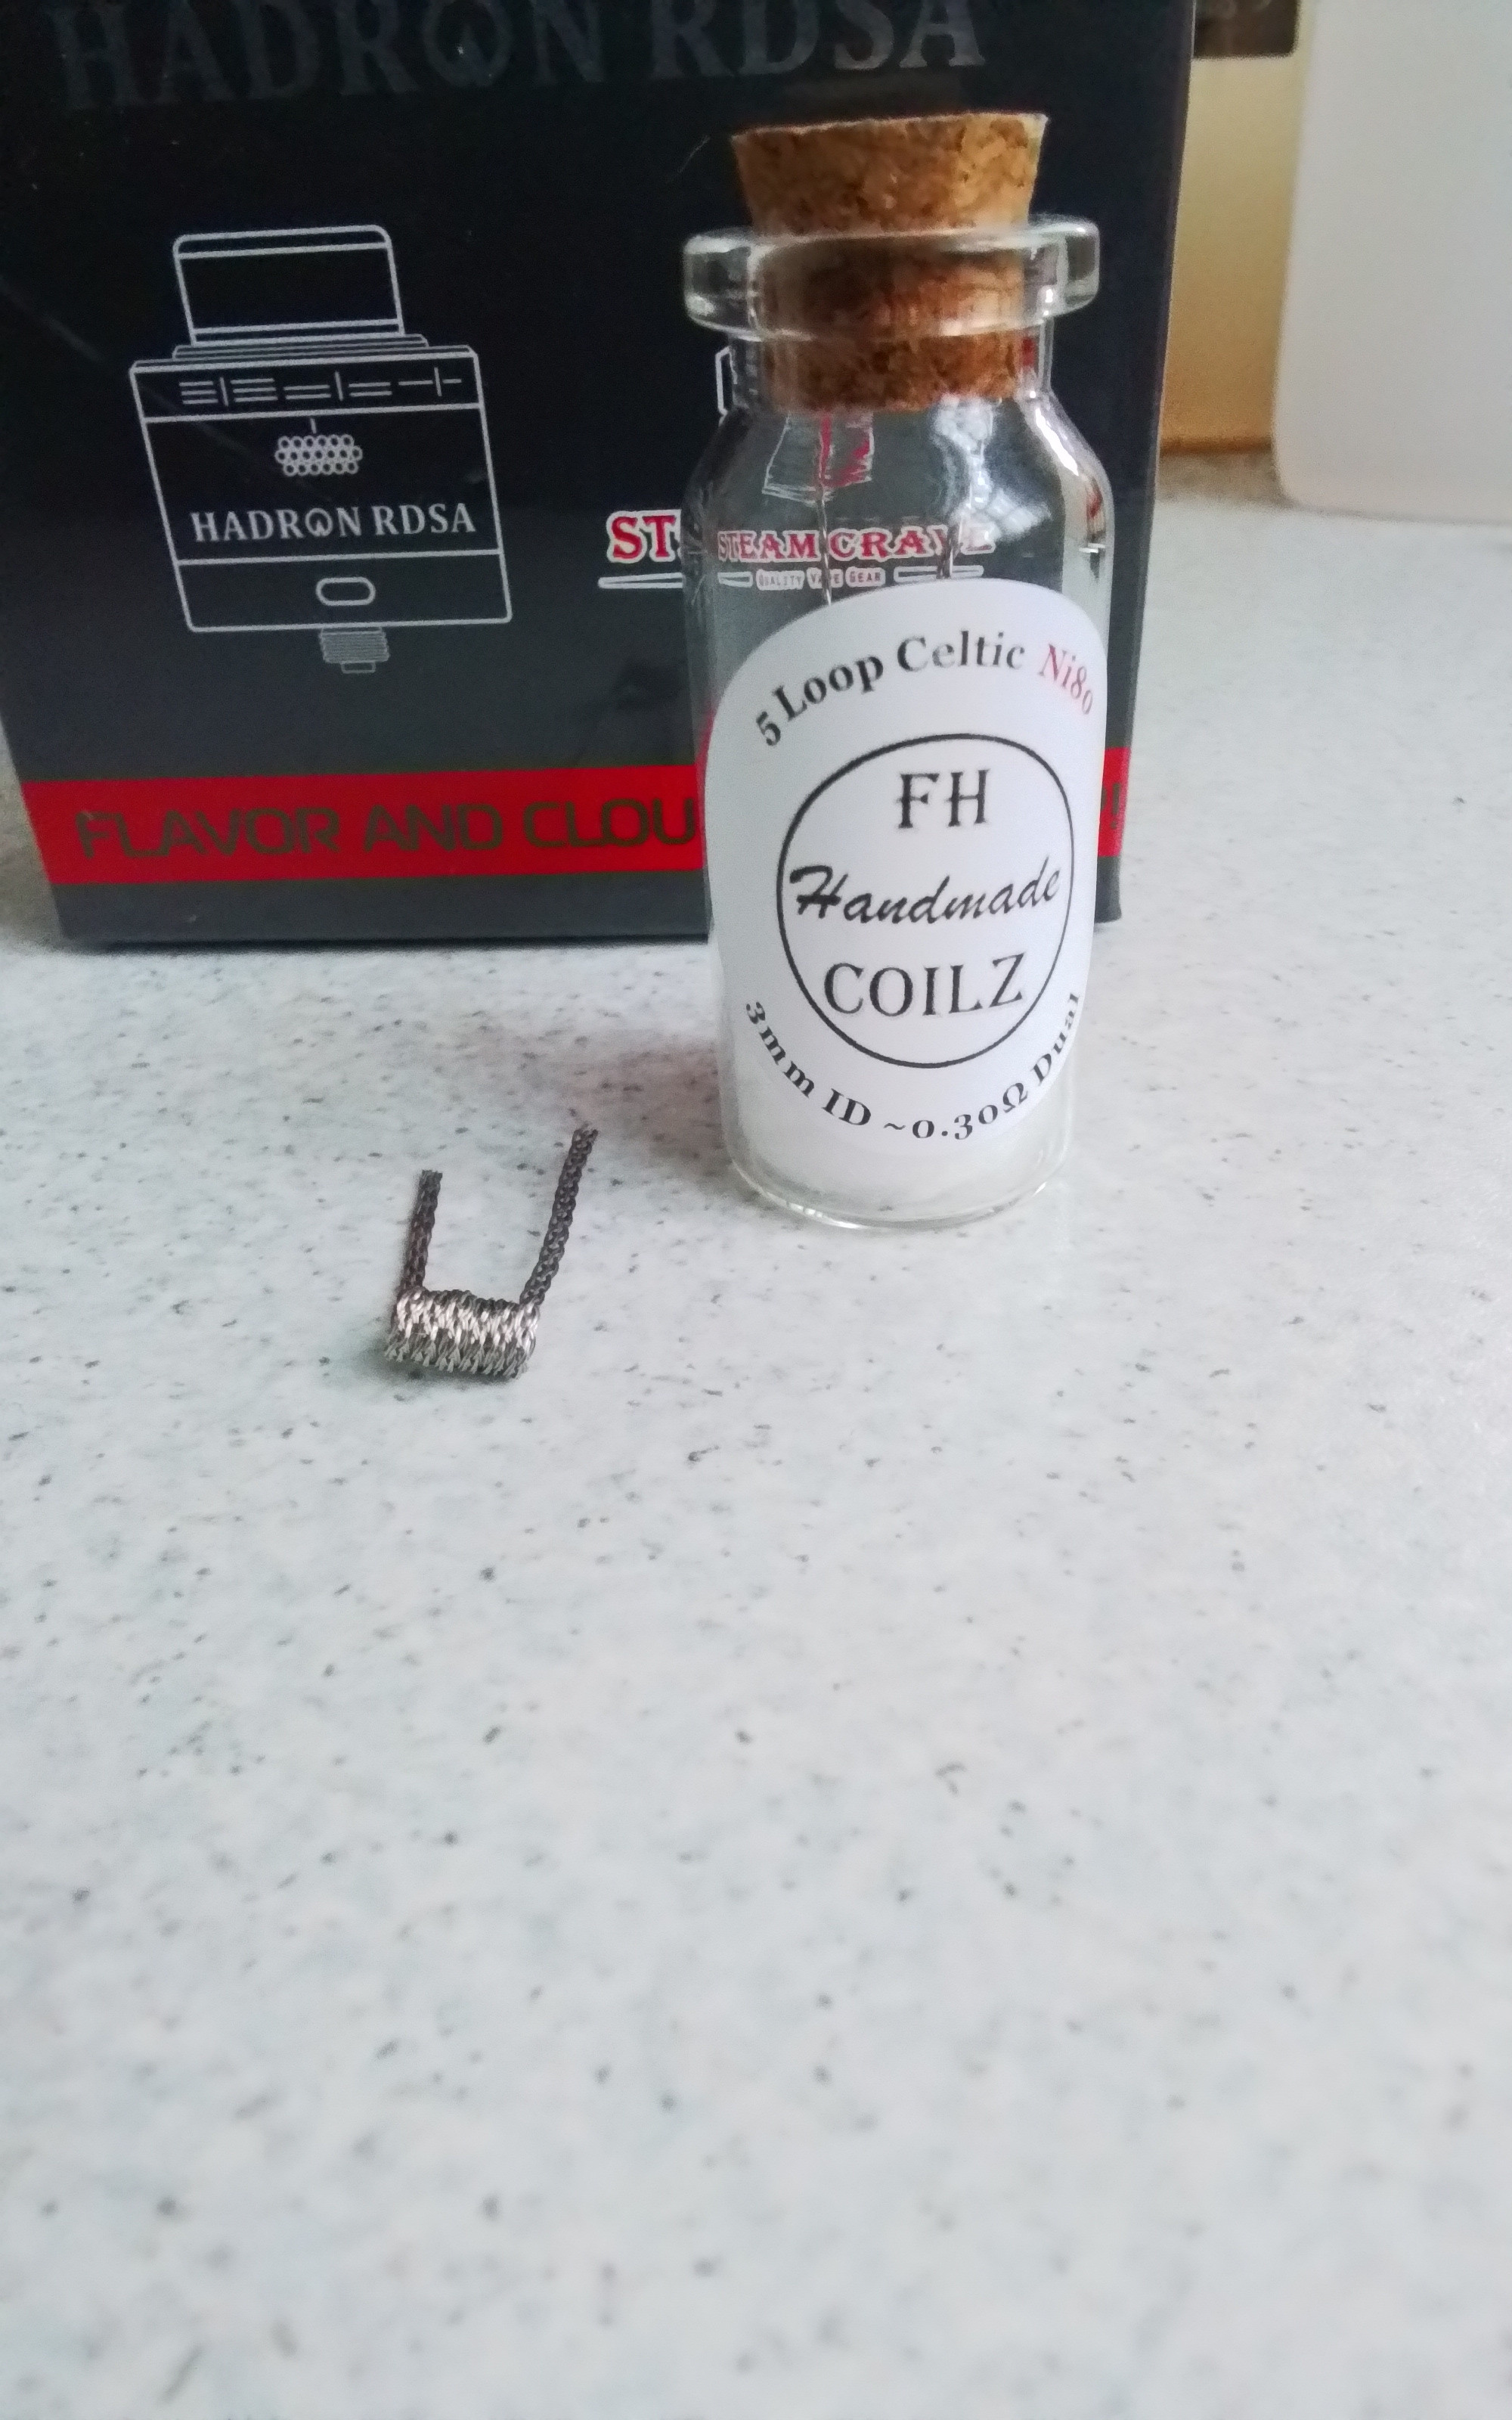 HADRON RDSA
HADRON RDSA
STEAM CRAVE
QUALITY VAPE GEAR
FLAVOR AND CLOU
5 Loop Celtic Ni80
FH
Handmade
COILZ
3mm ID ~0.30Ω Dual